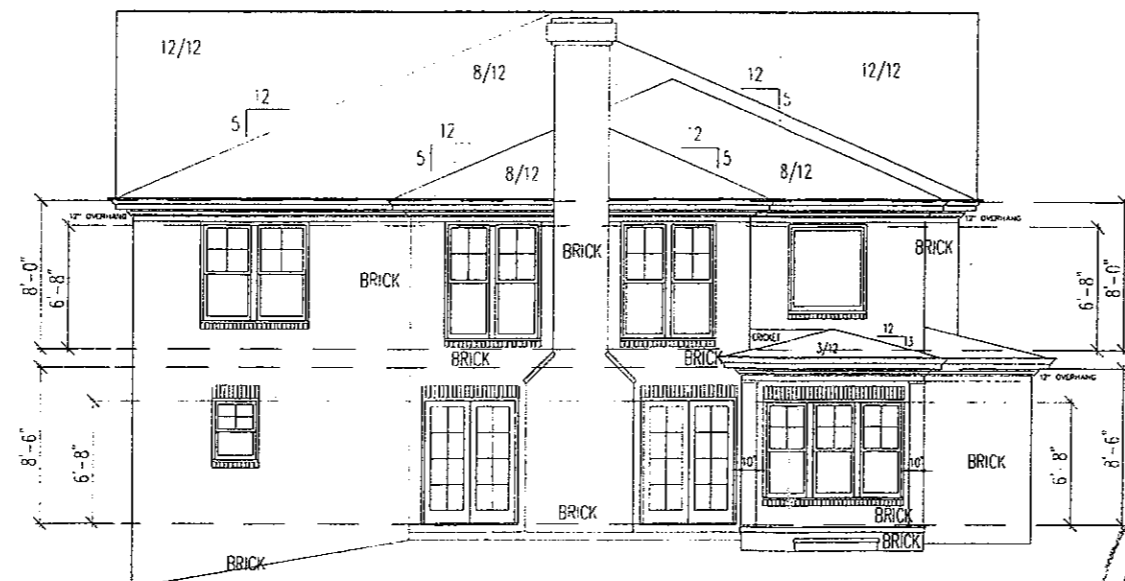 12/12
8/12
12/12
12
5
12
5
12
5
12
5
8/12
8/12
12" OVERHANG
12" OVERHANG
8'-0"
6'-8"
BRICK
BRICK
BRICK
6'-8"
8'-0"
BRICK
BRICK
CRICKET
3/12
12
13
12" OVERHANG
8'-6"
6'-8"
10"
10"
BRICK
6'-8"
8'-6"
BRICK
BRICK
BRICK
BRICK